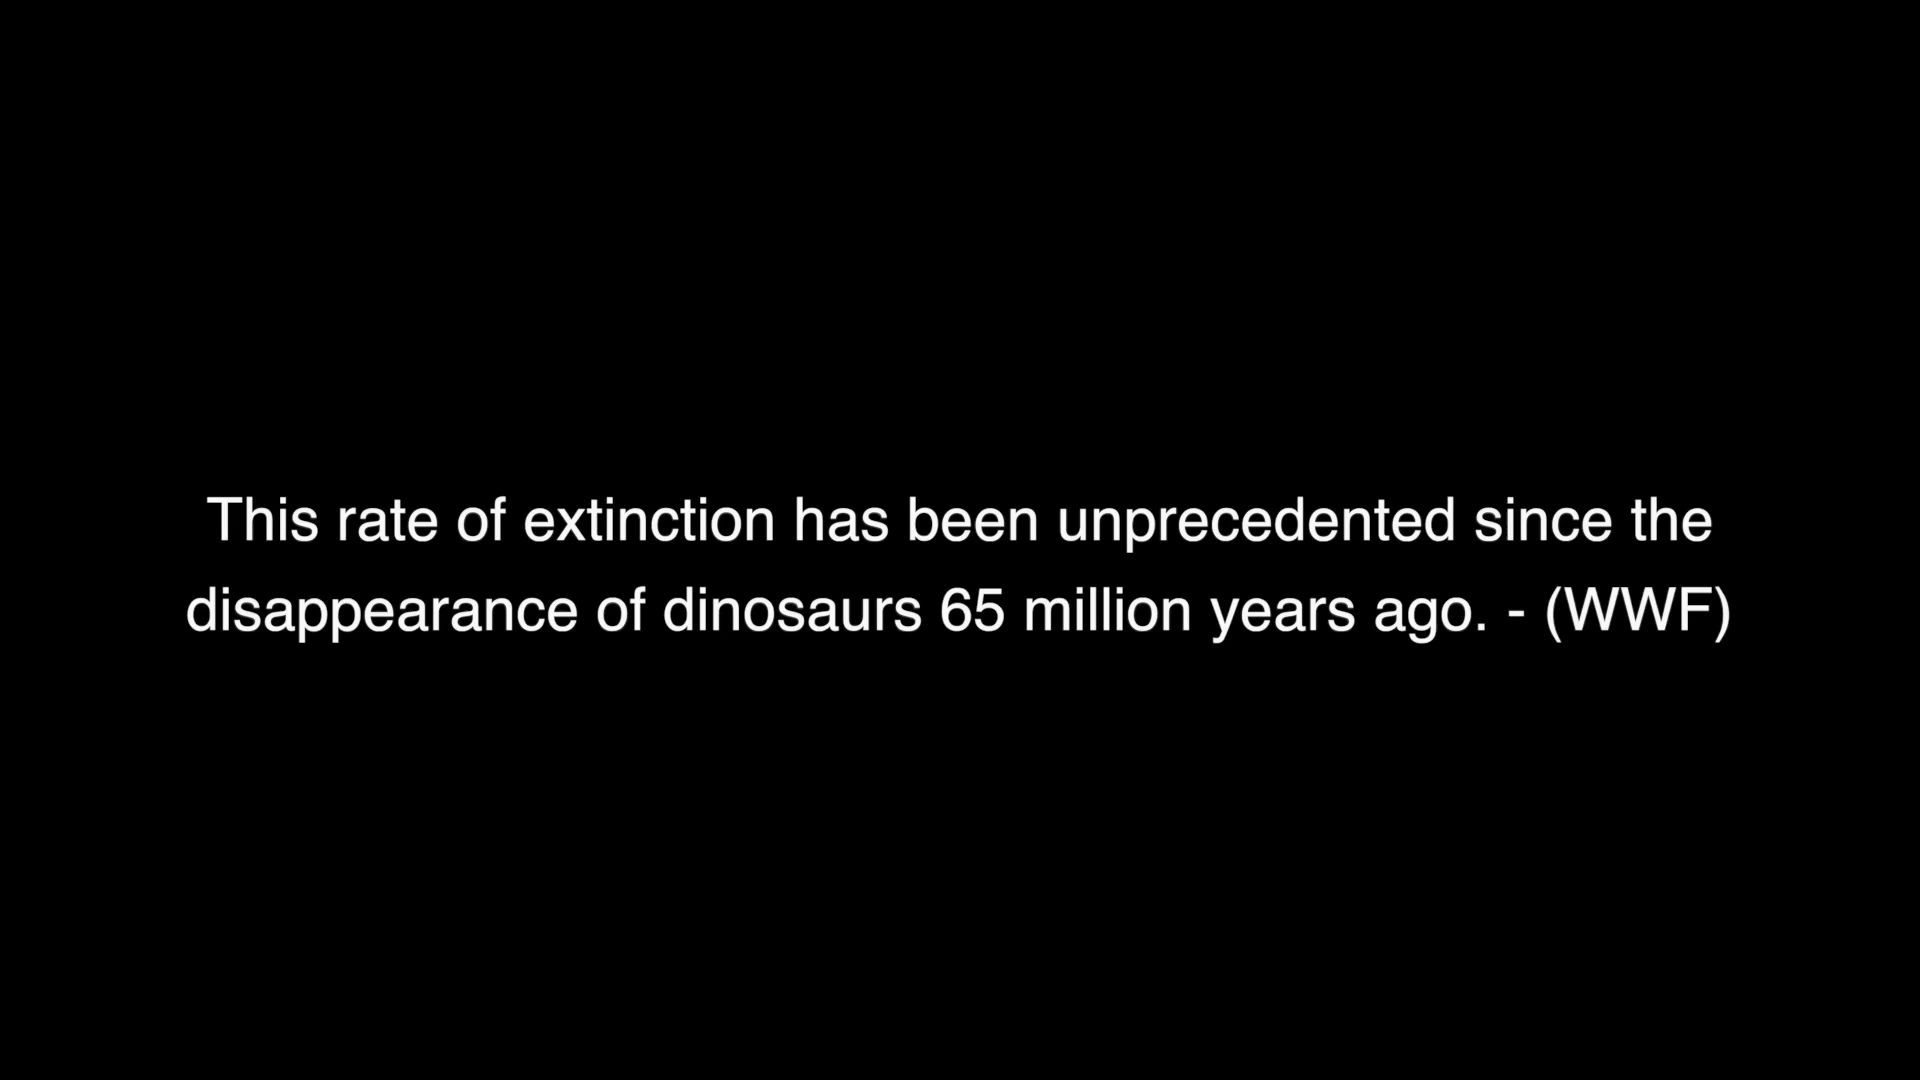 This rate of extinction has been unprecedented since the
disappearance of dinosaurs 65 million years ago. - (WWF)